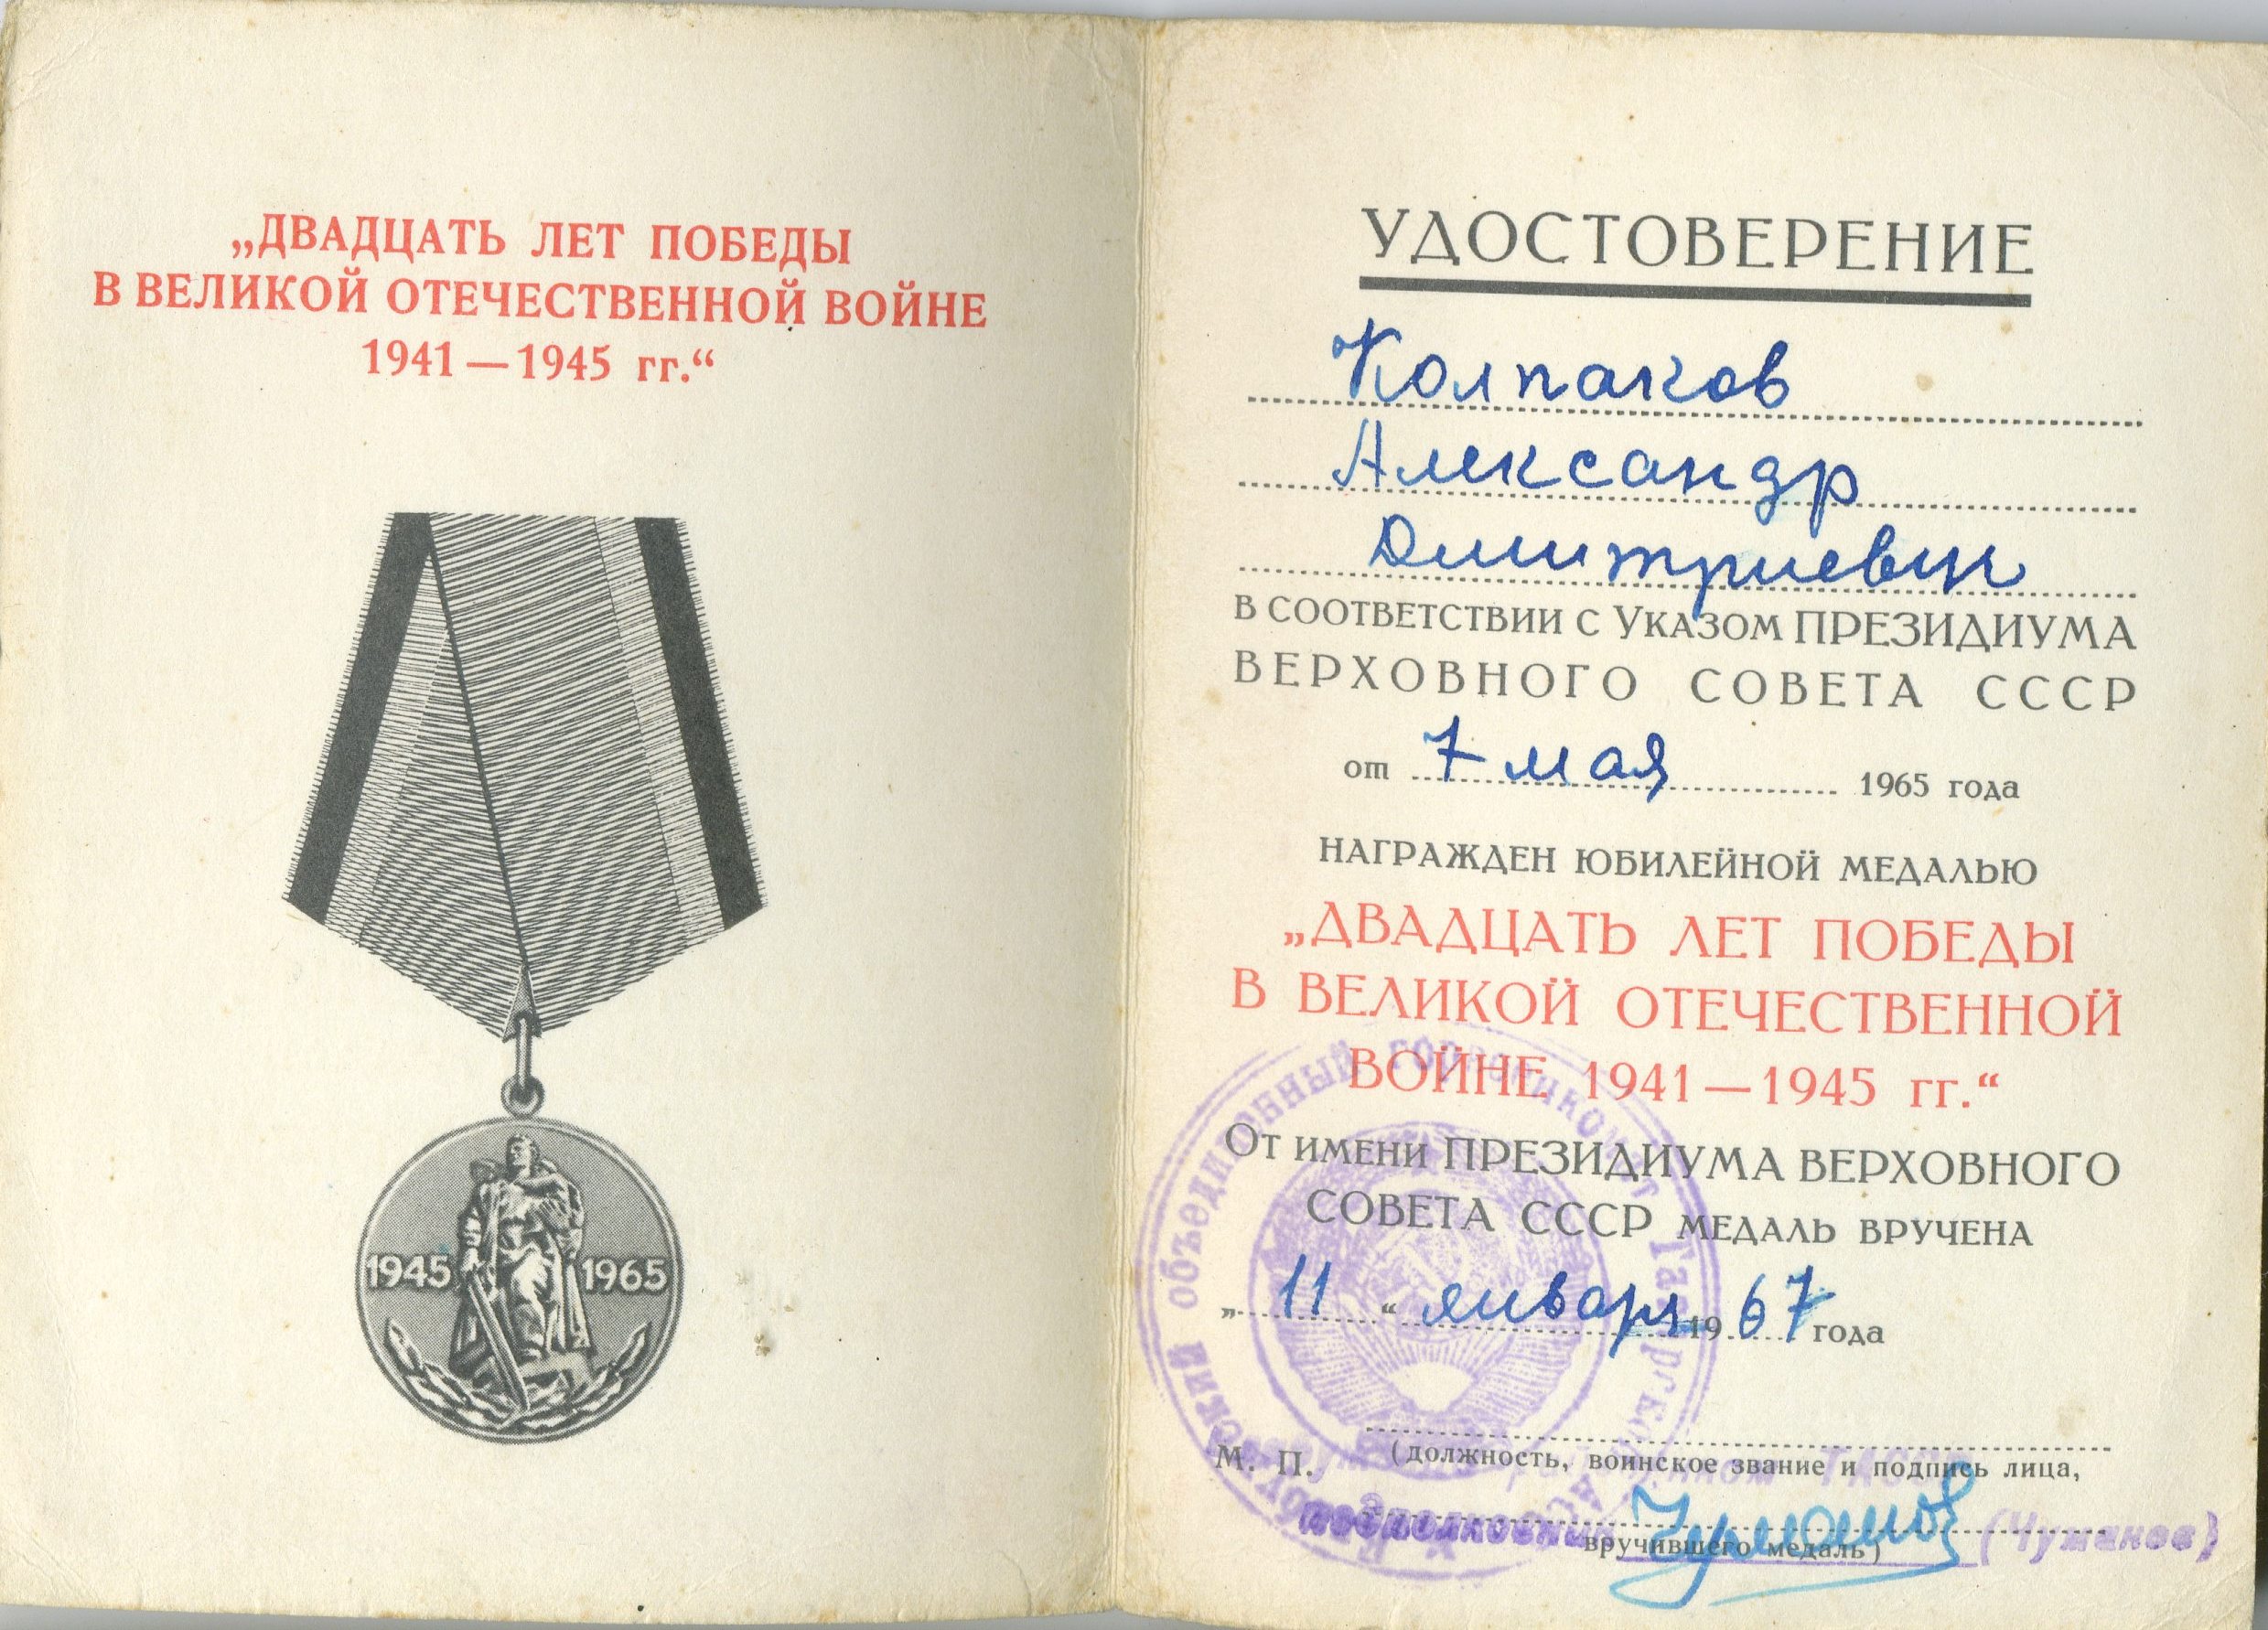 „ДВАДЦАТЬ ЛЕТ ПОБЕДЫ
В ВЕЛИКОЙ ОТЕЧЕСТВЕННОЙ ВОЙНЕ
1941—1945 гг.“
1945 1965
УДОСТОВЕРЕНИЕ
Колпаков
Александр
Дмитриевич
В СООТВЕТСТВИИ С УКАЗОМ ПРЕЗИДИУМА
ВЕРХОВНОГО СОВЕТА СССР
от 7 мая 1965 года
НАГРАЖДЕН ЮБИЛЕЙНОЙ МЕДАЛЬЮ
„ДВАДЦАТЬ ЛЕТ ПОБЕДЫ
В ВЕЛИКОЙ ОТЕЧЕСТВЕННОЙ
ВОЙНЕ 1941—1945 гг.“
ОТ ИМЕНИ ПРЕЗИДИУМА ВЕРХОВНОГО
СОВЕТА СССР МЕДАЛЬ ВРУЧЕНА
„11“ января 1967 года
М. П.
(должность, воинское звание и подпись лица,
подполковник (Чуманов)
вручившего медаль)
объединенный горвоенкомат